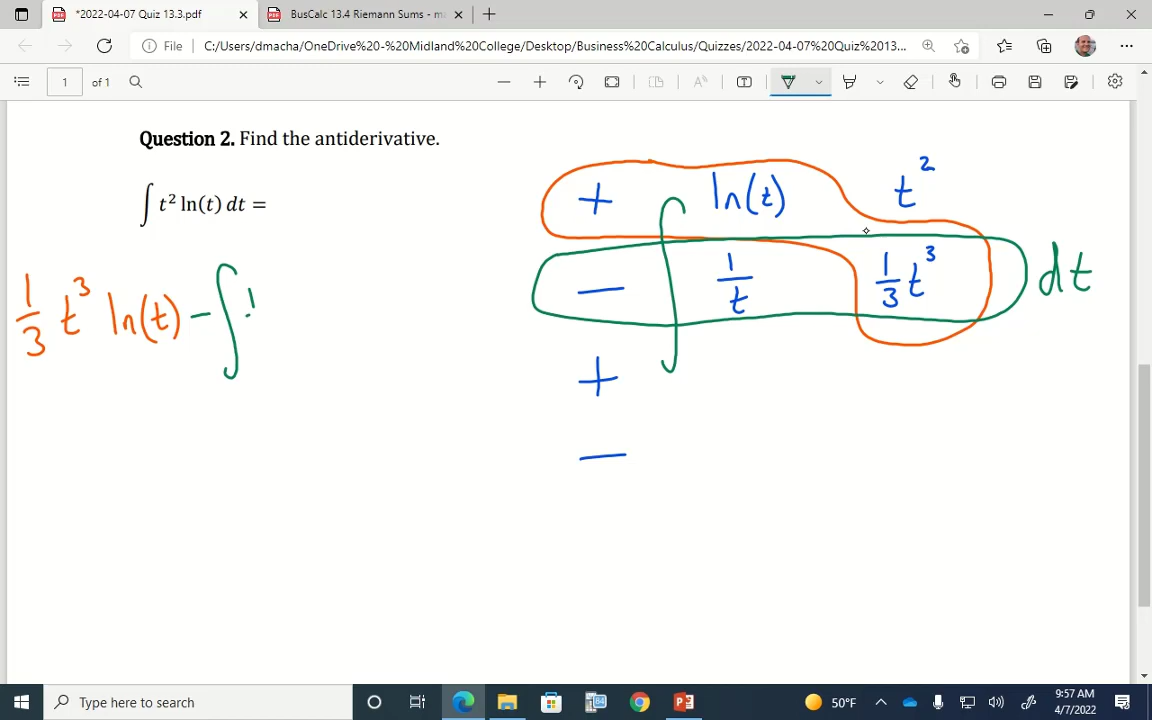 *2022-04-07 Quiz 13.3.pdf
BusCalc 13.4 Riemann Sums - m
File
C:/Users/dmacha/OneDrive%20-%20Midland%20College/Desktop/Business%20Calculus/Quizzes/2022-04-07%20Quiz%2013...
1 of 1
Question 2. Find the antiderivative.
∫ t² ln(t) dt =
+ ln(t) t²
− 1/t 1/3 t³ dt
1/3 t³ ln(t) − ∫
+
−
Type here to search
50°F
9:57 AM
4/7/2022